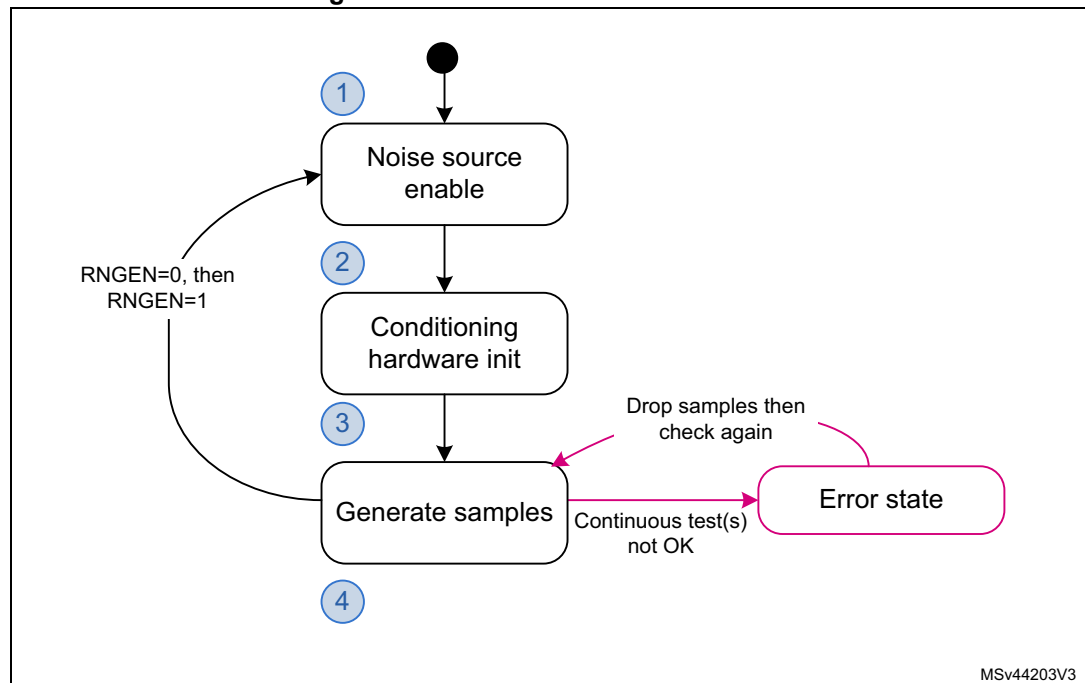 1
Noise source
enable
2
RNGEN=0, then
RNGEN=1
Conditioning
hardware init
3
Drop samples then
check again
Generate samples
Continuous test(s)
not OK
Error state
4
MSv44203V3